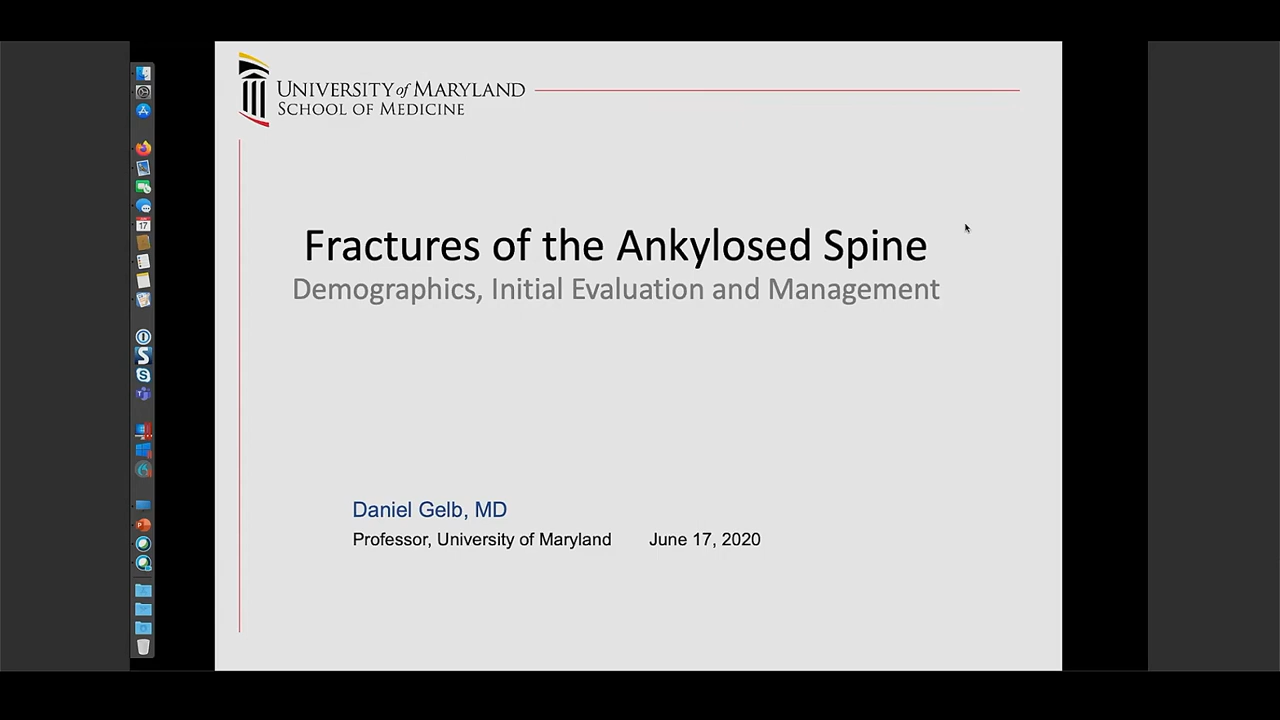 UNIVERSITY of MARYLAND
SCHOOL OF MEDICINE
Fractures of the Ankylosed Spine
Demographics, Initial Evaluation and Management
Daniel Gelb, MD
Professor, University of Maryland June 17, 2020
17